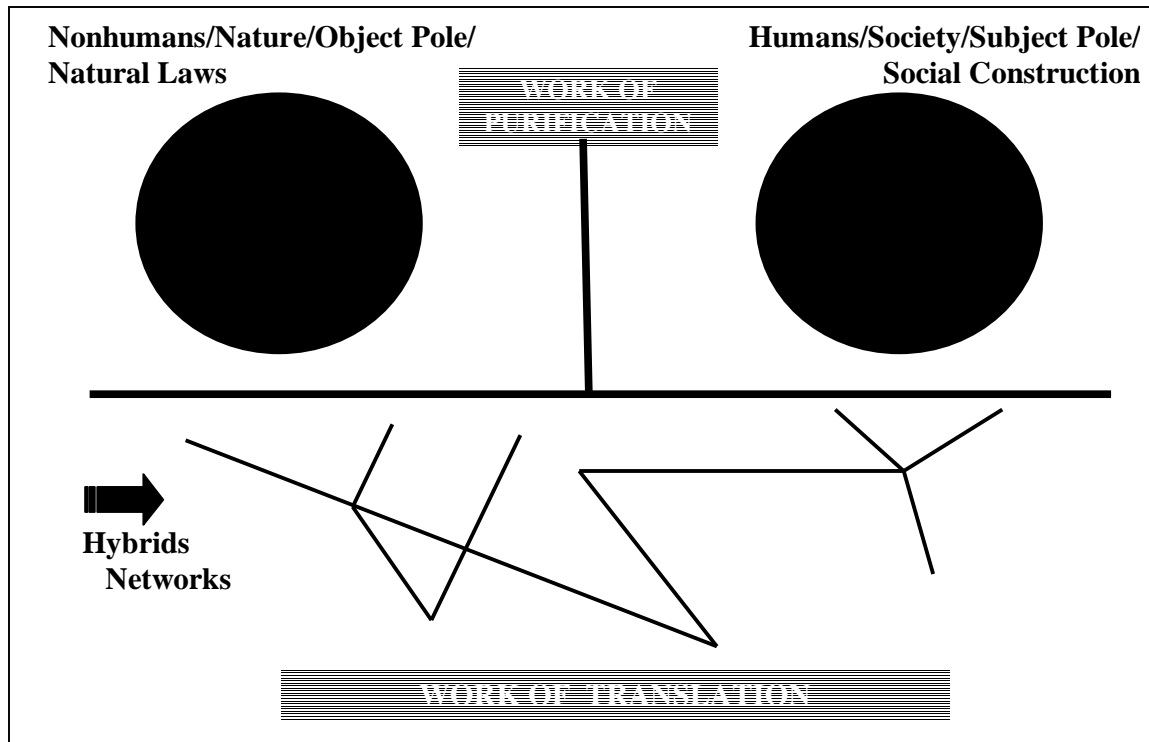 Nonhumans/Nature/Object Pole/
Natural Laws
Humans/Society/Subject Pole/
Social Construction
WORK OF
PURIFICATION
Hybrids
Networks
WORK OF TRANSLATION